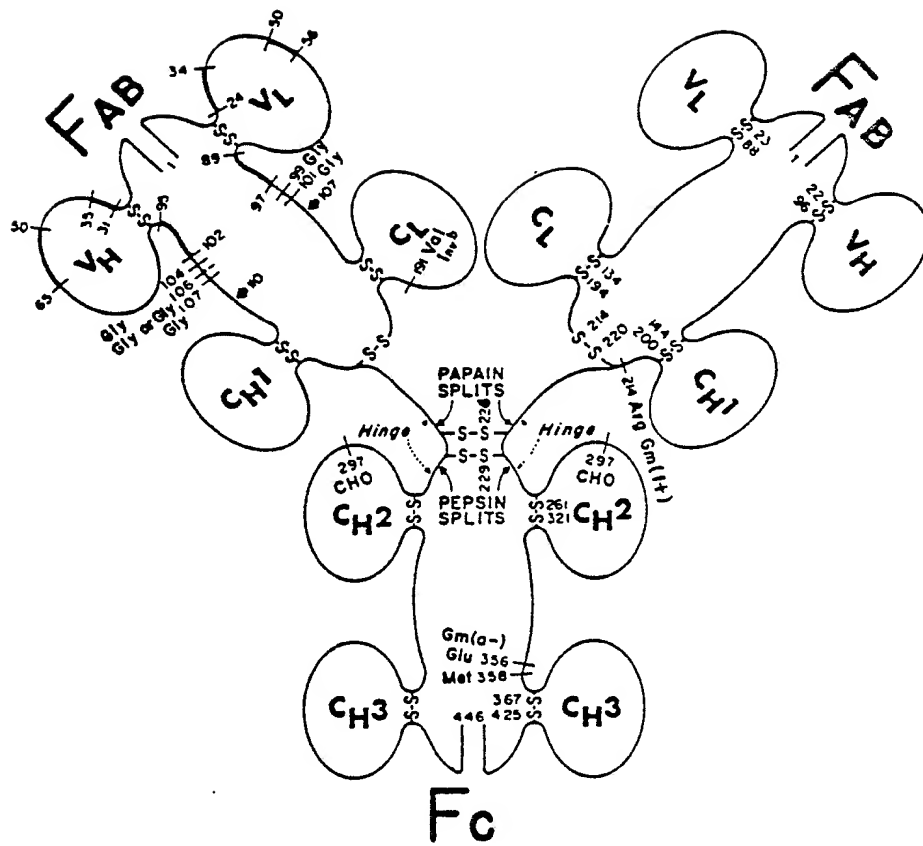 FAB
50
56
34
24
VL
S-S
89
97
99 Gly
101 Gly
107
31
35
50
VH
65
S-S
95
102
104
106
107
110
Gly
Gly or Gly
Gly
CL
S-S
191 Val
Inv b
CH1
S-S
S-S
FAB
VL
S-S
23
88
CL
S-S
134
194
22
96
S-S
VH
214
220
S-S
144
200
S-S
CH1
214 Arg Gm(1+)
PAPAIN
SPLITS
226
Hinge
S-S
Hinge
S-S
229
PEPSIN
SPLITS
297
CHO
CH2
S-S
297
CHO
CH2
S-S
261
321
Gm(a-)
Glu 356
Met 358
CH3
S-S
367
446 425
S-S
CH3
Fc